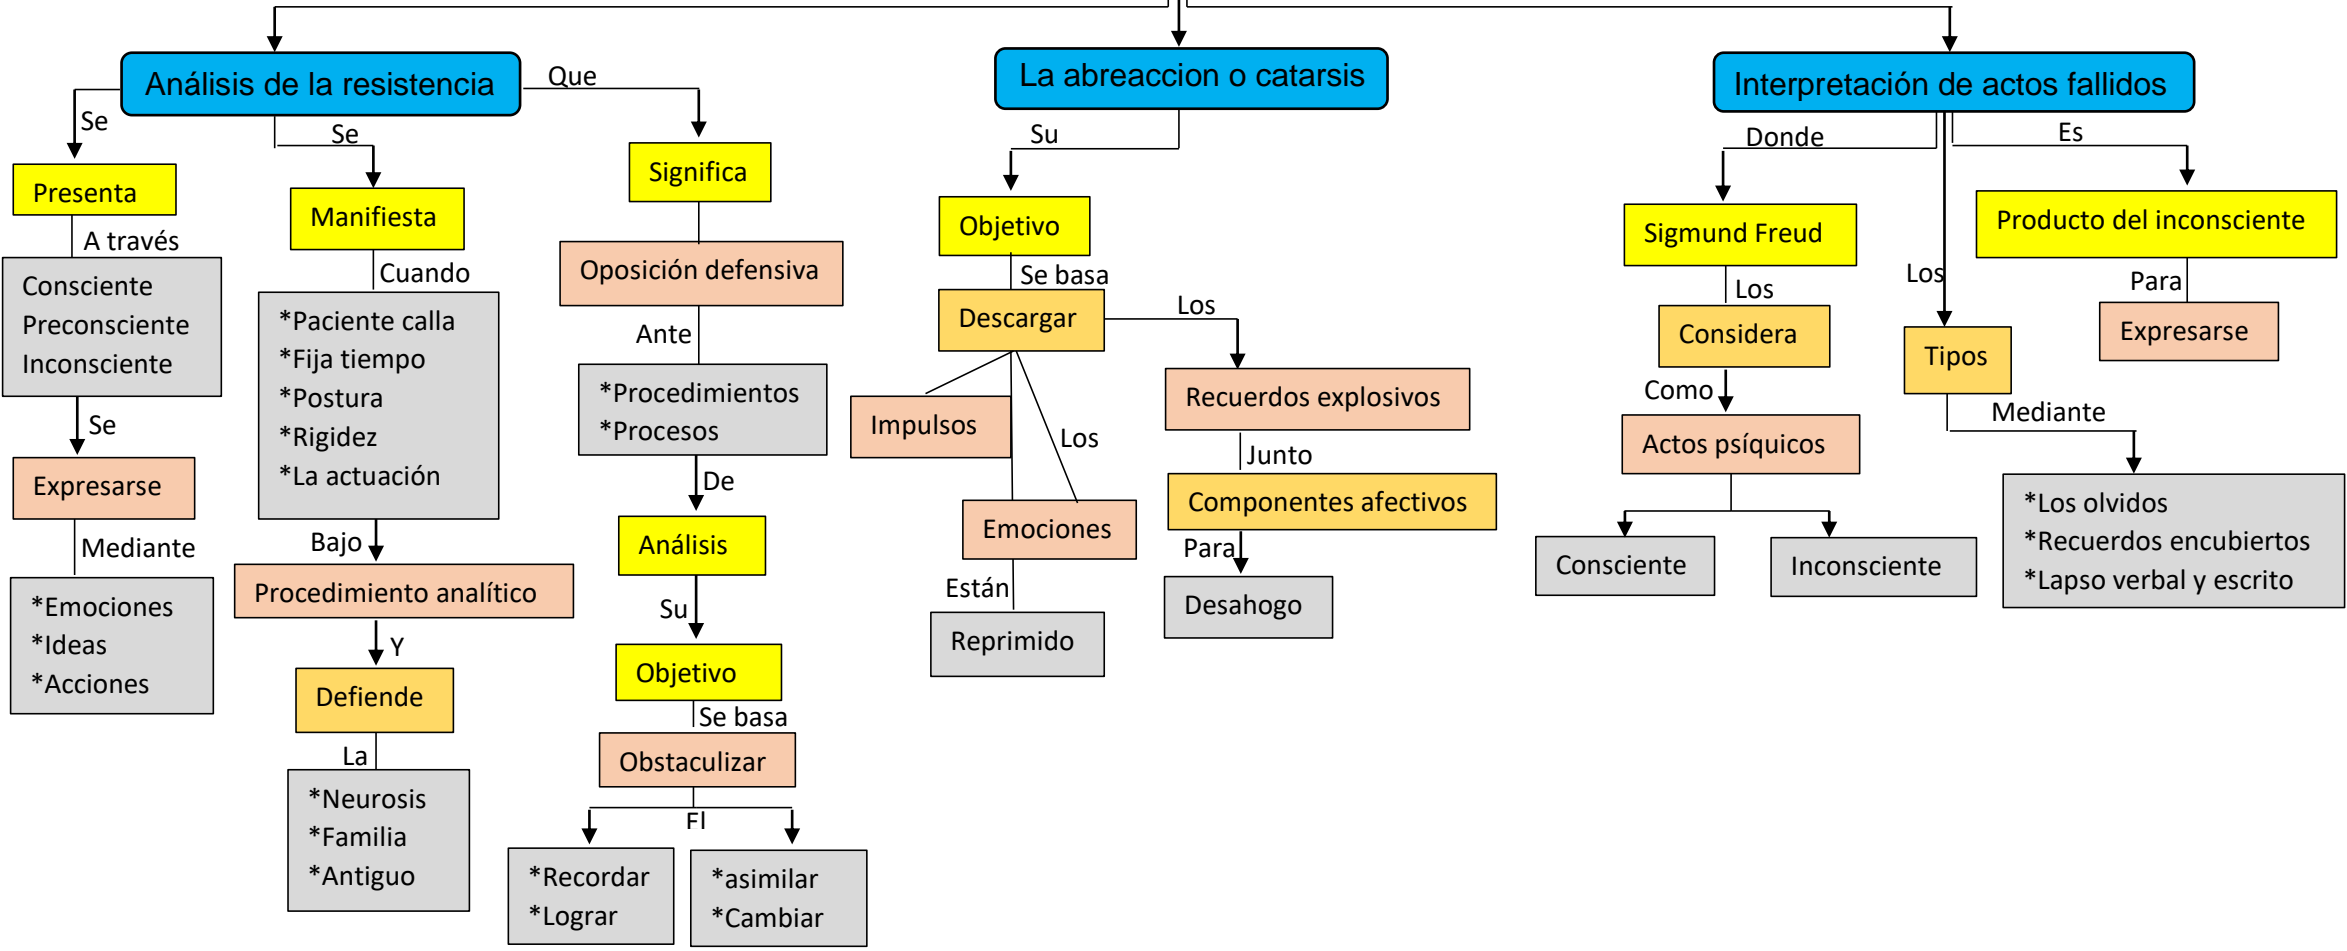 Análisis de la resistencia
Que
Se
Se
Presenta
A través
Consciente
Preconsciente
Inconsciente
Se
Expresarse
Mediante
*Emociones
*Ideas
*Acciones
Manifiesta
Cuando
*Paciente calla
*Fija tiempo
*Postura
*Rigidez
*La actuación
Bajo
Procedimiento analítico
Y
Defiende
La
*Neurosis
*Familia
*Antiguo
Significa
Oposición defensiva
Ante
*Procedimientos
*Procesos
De
Análisis
Su
Objetivo
Se basa
Obstaculizar
El
*Recordar
*Lograr
*asimilar
*Cambiar
La abreaccion o catarsis
Su
Objetivo
Se basa
Descargar
Los
Impulsos
Los
Emociones
Están
Reprimido
Recuerdos explosivos
Junto
Componentes afectivos
Para
Desahogo
Interpretación de actos fallidos
Donde
Es
Sigmund Freud
Los
Considera
Como
Actos psíquicos
Consciente
Inconsciente
Los
Tipos
Mediante
*Los olvidos
*Recuerdos encubiertos
*Lapso verbal y escrito
Producto del inconsciente
Para
Expresarse